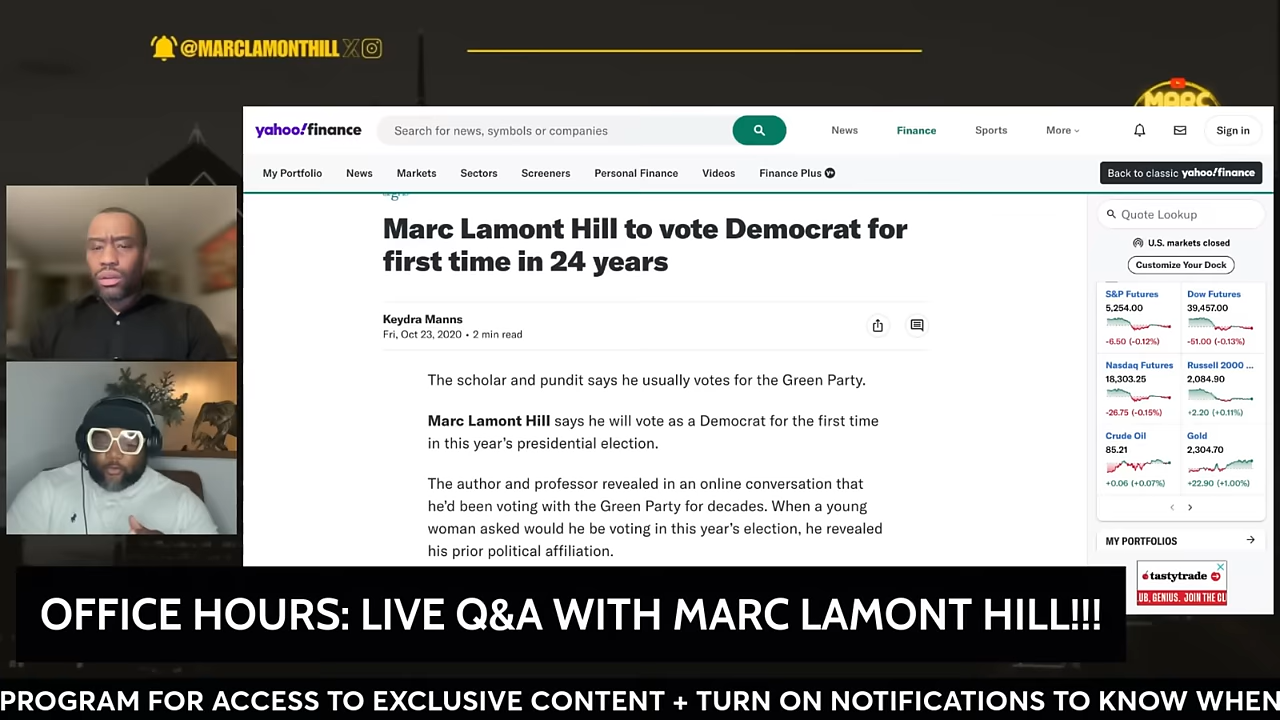 @MARCLAMONTHILL
MARC
yahoo!finance
Search for news, symbols or companies
News
Finance
Sports
More
Sign in
My Portfolio
News
Markets
Sectors
Screeners
Personal Finance
Videos
Finance Plus
Back to classic yahoo!finance
Marc Lamont Hill to vote Democrat for
first time in 24 years
Keydra Manns
Fri, Oct 23, 2020 • 2 min read
The scholar and pundit says he usually votes for the Green Party.
Marc Lamont Hill says he will vote as a Democrat for the first time
in this year's presidential election.
The author and professor revealed in an online conversation that
he'd been voting with the Green Party for decades. When a young
woman asked would he be voting in this year's election, he revealed
his prior political affiliation.
Quote Lookup
U.S. markets closed
Customize Your Dock
S&P Futures
5,254.00
-6.50 (-0.12%)
Dow Futures
39,457.00
-51.00 (-0.13%)
Nasdaq Futures
18,303.25
-26.75 (-0.15%)
Russell 2000 ...
2,084.90
+2.20 (+0.11%)
Crude Oil
85.21
+0.06 (+0.07%)
Gold
2,304.70
+22.90 (+1.00%)
MY PORTFOLIOS
tastytrade
UB, GENIUS. JOIN THE CL
OFFICE HOURS: LIVE Q&A WITH MARC LAMONT HILL!!!
PROGRAM FOR ACCESS TO EXCLUSIVE CONTENT + TURN ON NOTIFICATIONS TO KNOW WHEN